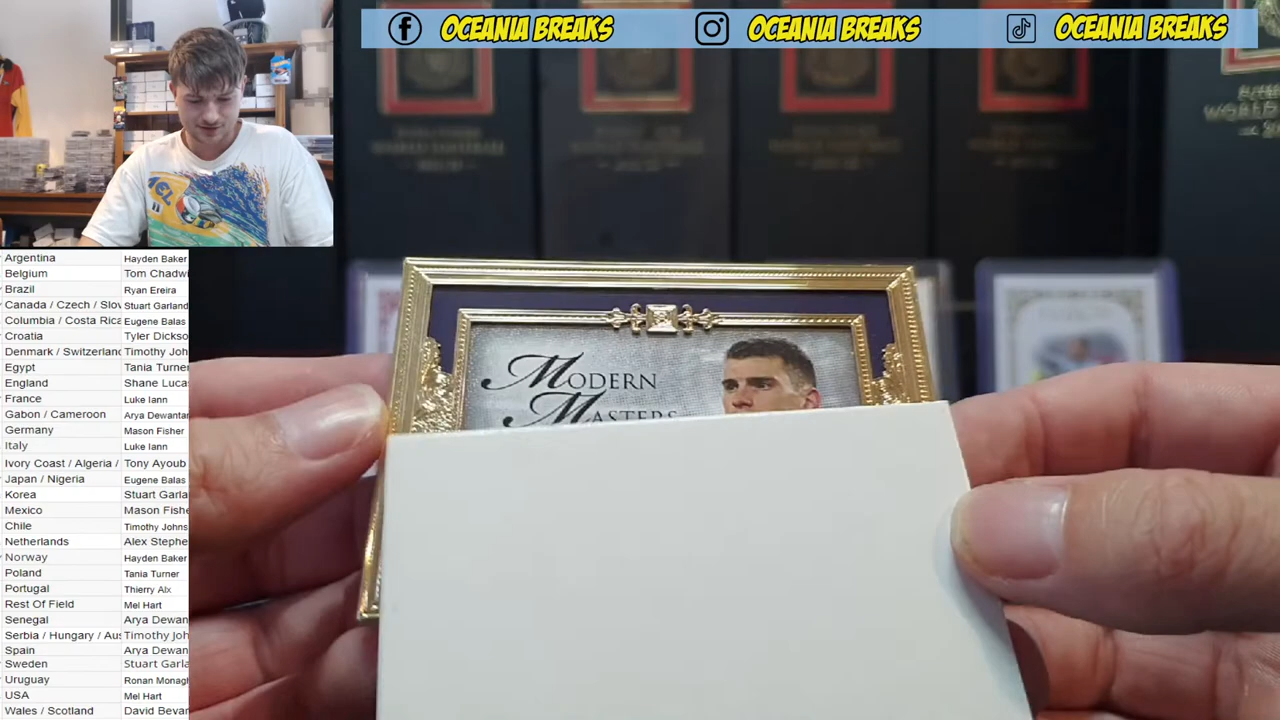 OCEANIA BREAKS OCEANIA BREAKS OCEANIA BREAKS
Argentina Hayden Baker
Belgium Tom Chadwi
Brazil Ryan Ereira
Canada / Czech / Slov Stuart Garland
Columbia / Costa Rica Eugene Balas
Croatia Tyler Dickso
Denmark / Switzerland Timothy Joh
Egypt Tania Turner
England Shane Lucas
France Luke Iann
Gabon / Cameroon Arya Dewantar
Germany Mason Fisher
Italy Luke Iann
Ivory Coast / Algeria / Tony Ayoub
Japan / Nigeria Eugene Balas
Korea Stuart Garla
Mexico Mason Fishe
Chile Timothy Johns
Netherlands Alex Stephe
Norway Hayden Baker
Poland Tania Turner
Portugal Thierry Alx
Rest Of Field Mel Hart
Senegal Arya Dewan
Serbia / Hungary / Aus Timothy Joh
Spain Arya Dewan
Sweden Stuart Garla
Uruguay Ronan Monagh
USA Mel Hart
Wales / Scotland David Bevar
MODERN
MASTERS